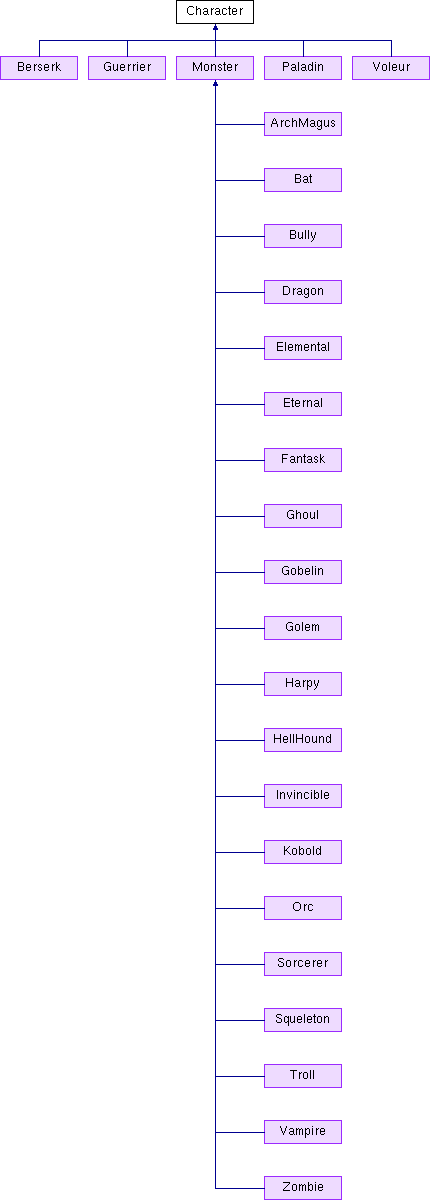 Character
Berserk
Guerrier
Monster
Paladin
Voleur
ArchMagus
Bat
Bully
Dragon
Elemental
Eternal
Fantask
Ghoul
Gobelin
Golem
Harpy
HellHound
Invincible
Kobold
Orc
Sorcerer
Squeleton
Troll
Vampire
Zombie